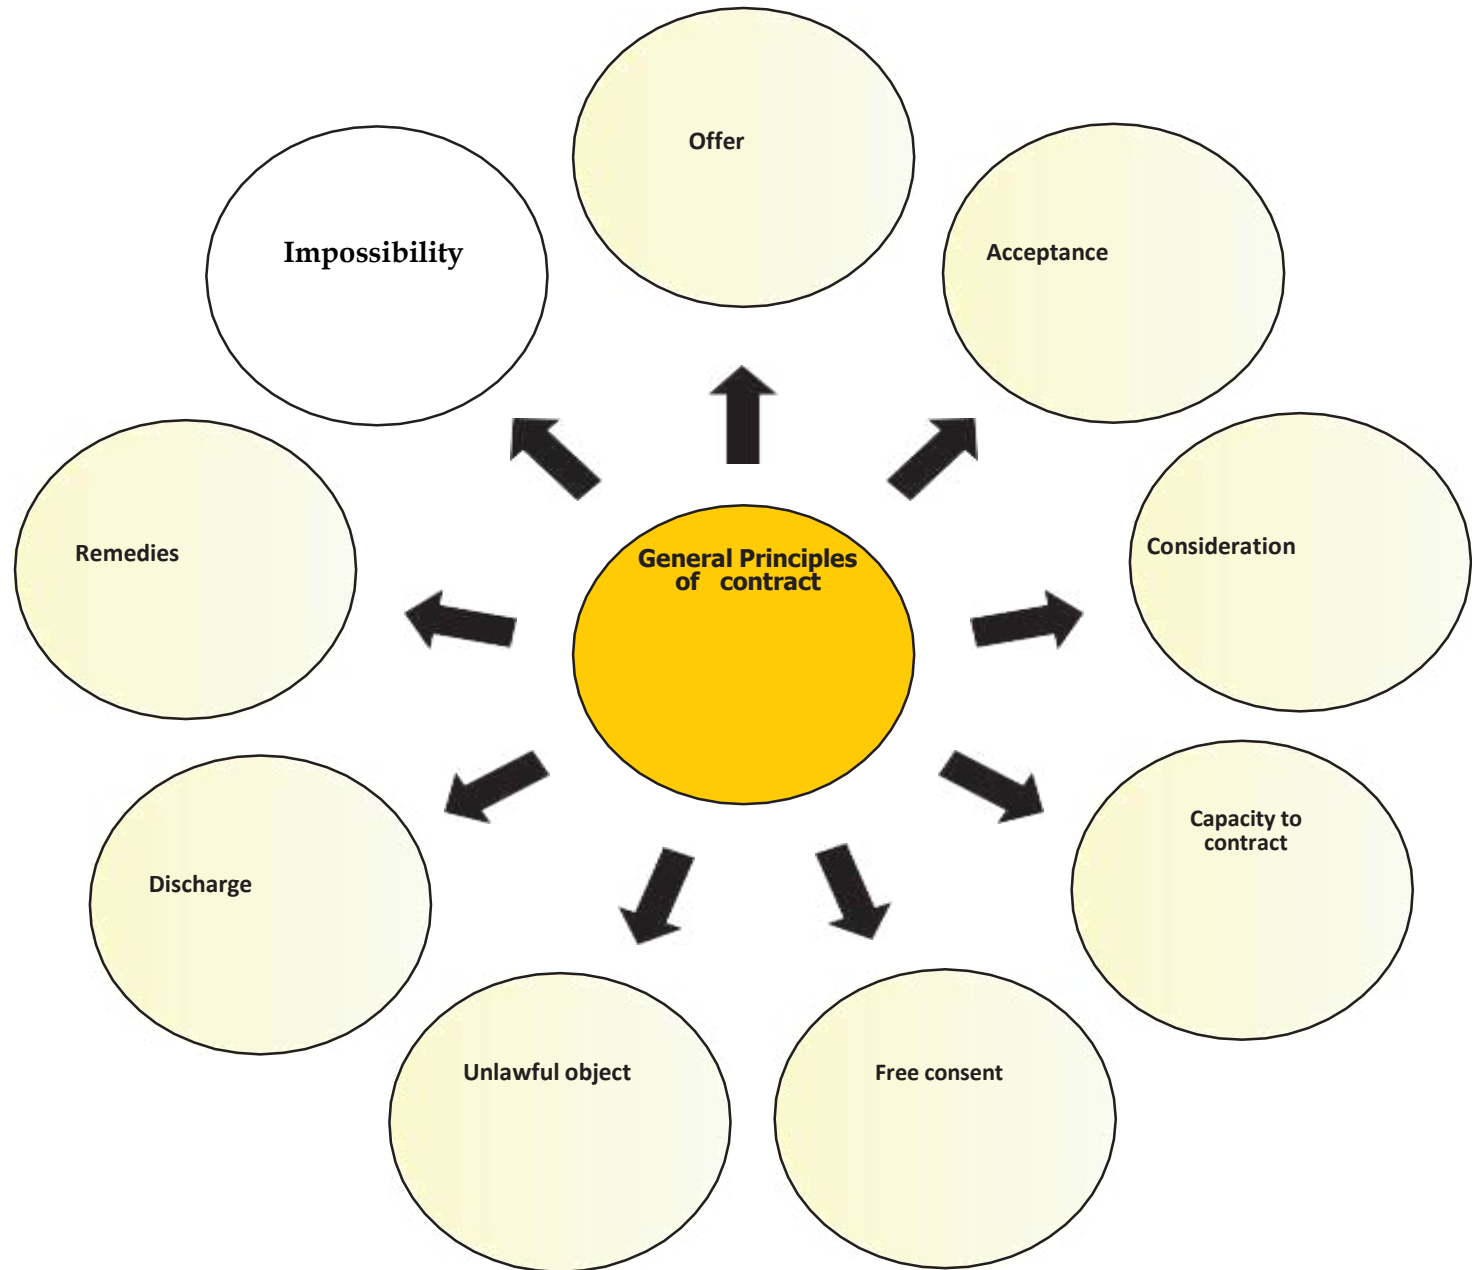 Offer
Impossibility
Acceptance
Remedies
General Principles
of contract
Consideration
Capacity to
contract
Discharge
Unlawful object
Free consent